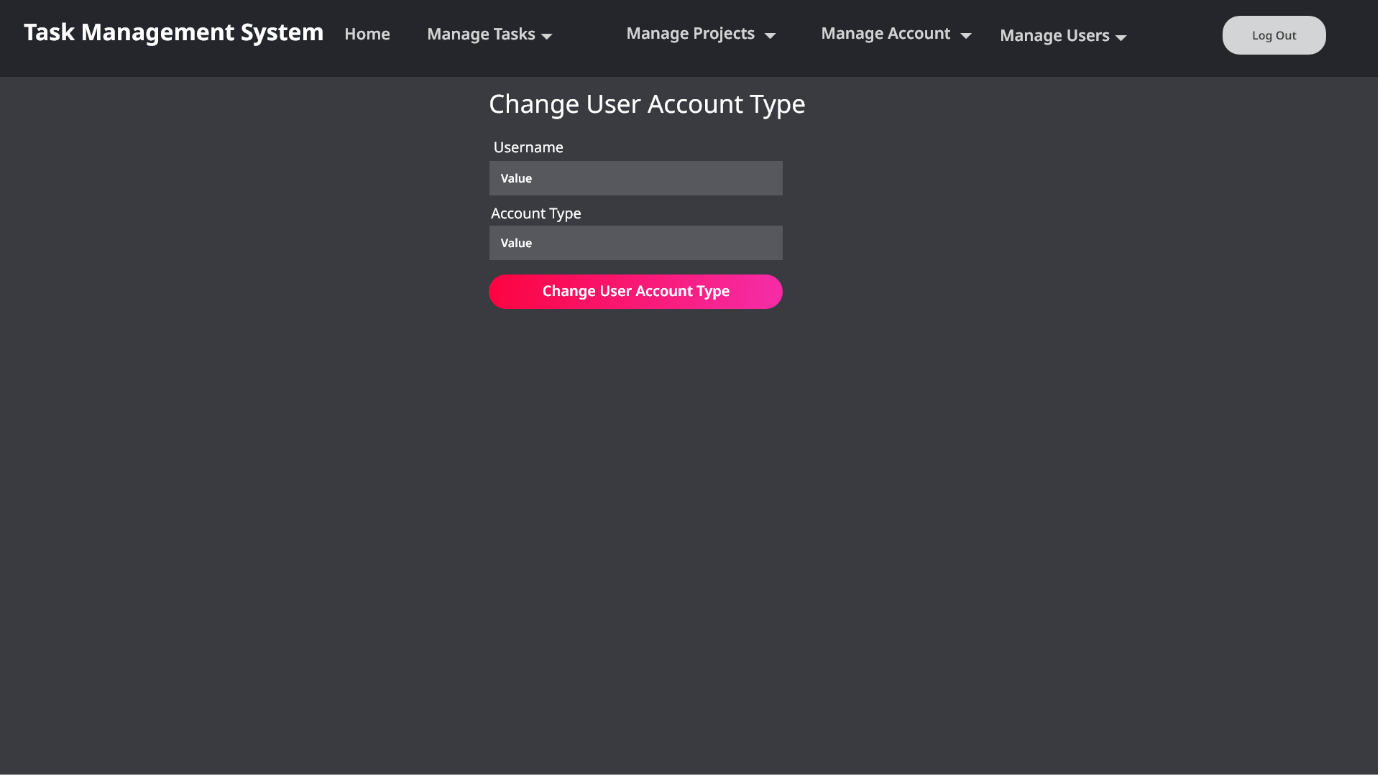 Task Management System Home Manage Tasks Manage Projects Manage Account Manage Users Log Out
Change User Account Type
Username
Value
Account Type
Value
Change User Account Type